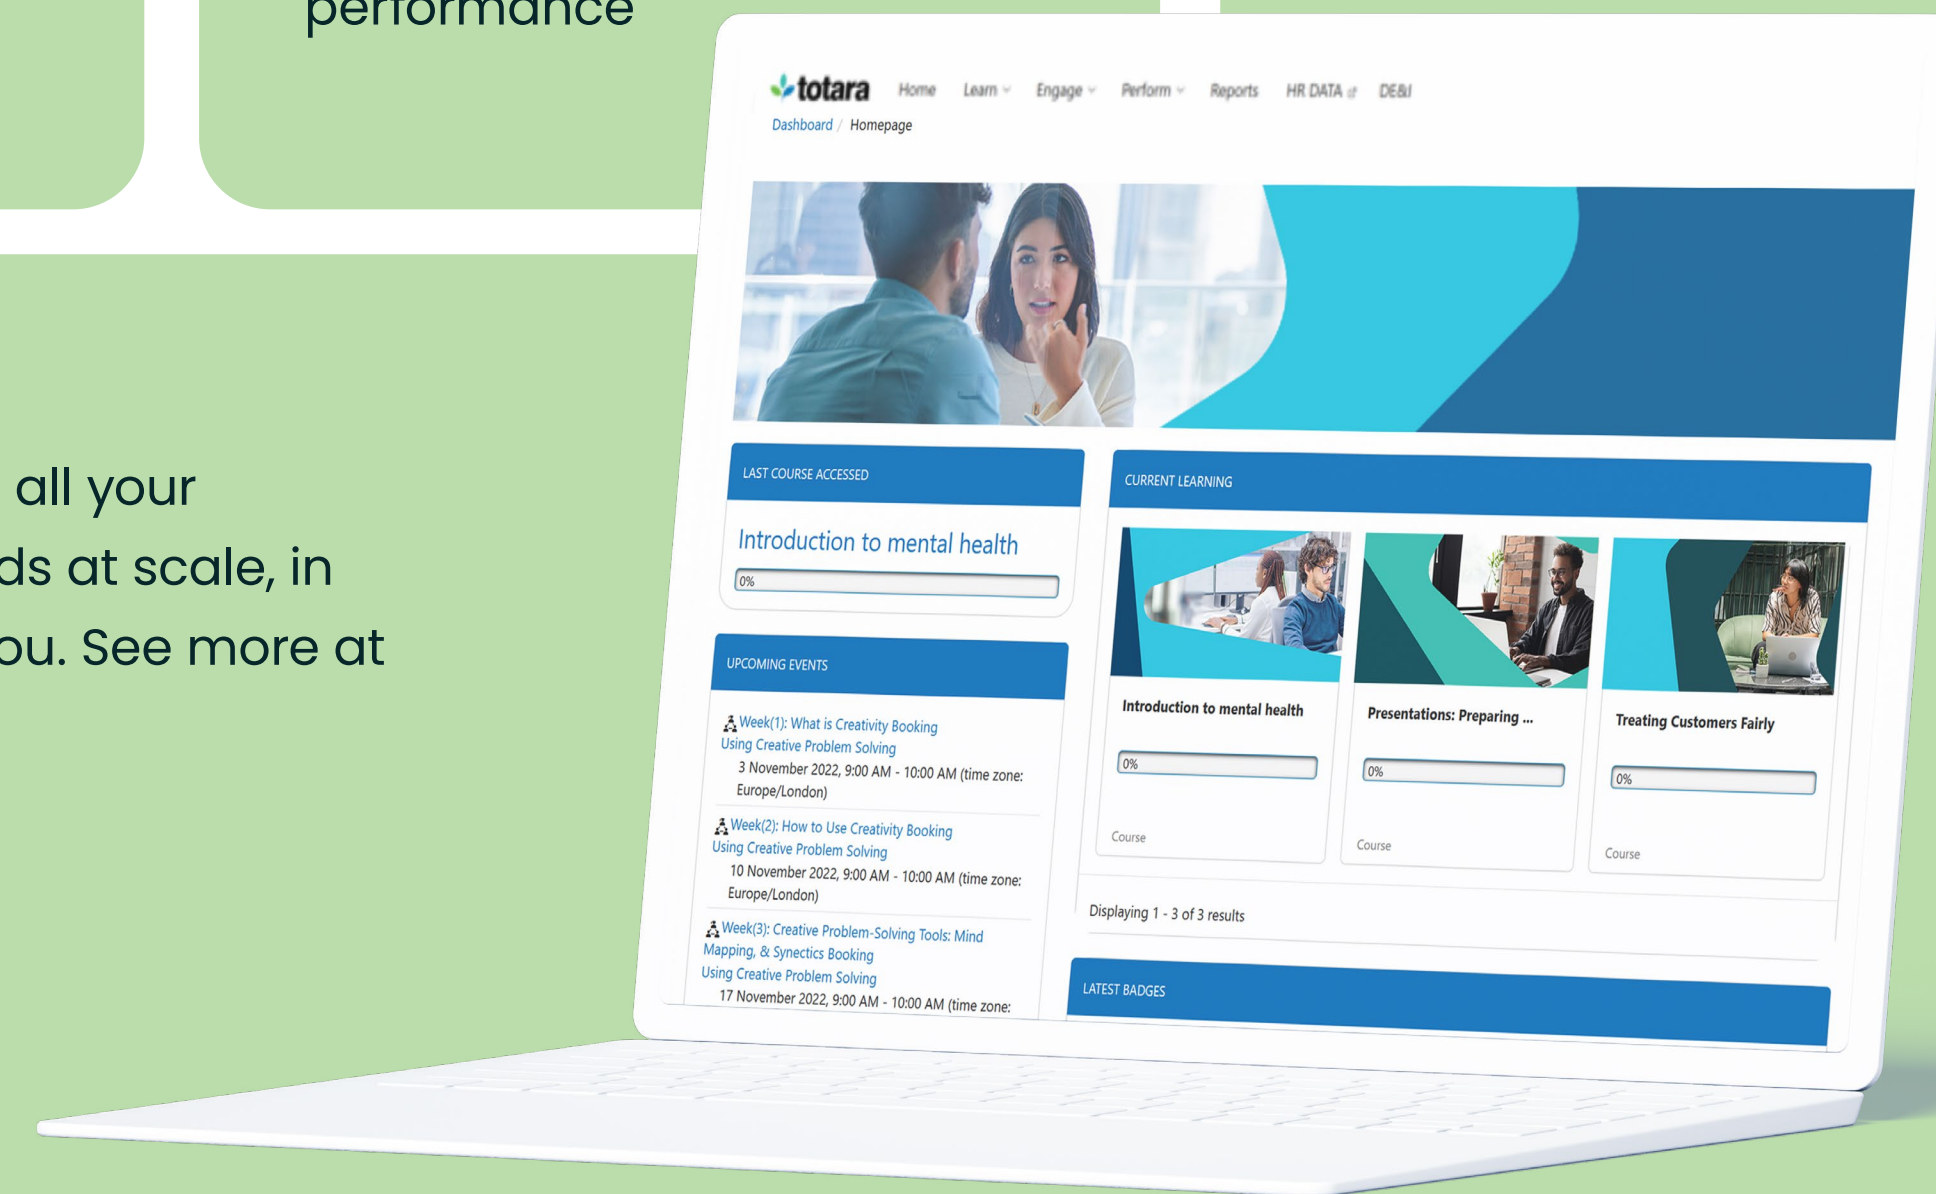 performance
all your
ds at scale, in
ou. See more at
totara
Home Learn Engage Perform Reports HR DATA DE&I
Dashboard / Homepage
LAST COURSE ACCESSED
Introduction to mental health
0%
UPCOMING EVENTS
Week(1): What is Creativity Booking
Using Creative Problem Solving
3 November 2022, 9:00 AM - 10:00 AM (time zone:
Europe/London)
Week(2): How to Use Creativity Booking
Using Creative Problem Solving
10 November 2022, 9:00 AM - 10:00 AM (time zone:
Europe/London)
Week(3): Creative Problem-Solving Tools: Mind
Mapping, & Synectics Booking
Using Creative Problem Solving
17 November 2022, 9:00 AM - 10:00 AM (time zone:
CURRENT LEARNING
Introduction to mental health
0%
Course
Presentations: Preparing ...
0%
Course
Treating Customers Fairly
0%
Course
Displaying 1 - 3 of 3 results
LATEST BADGES